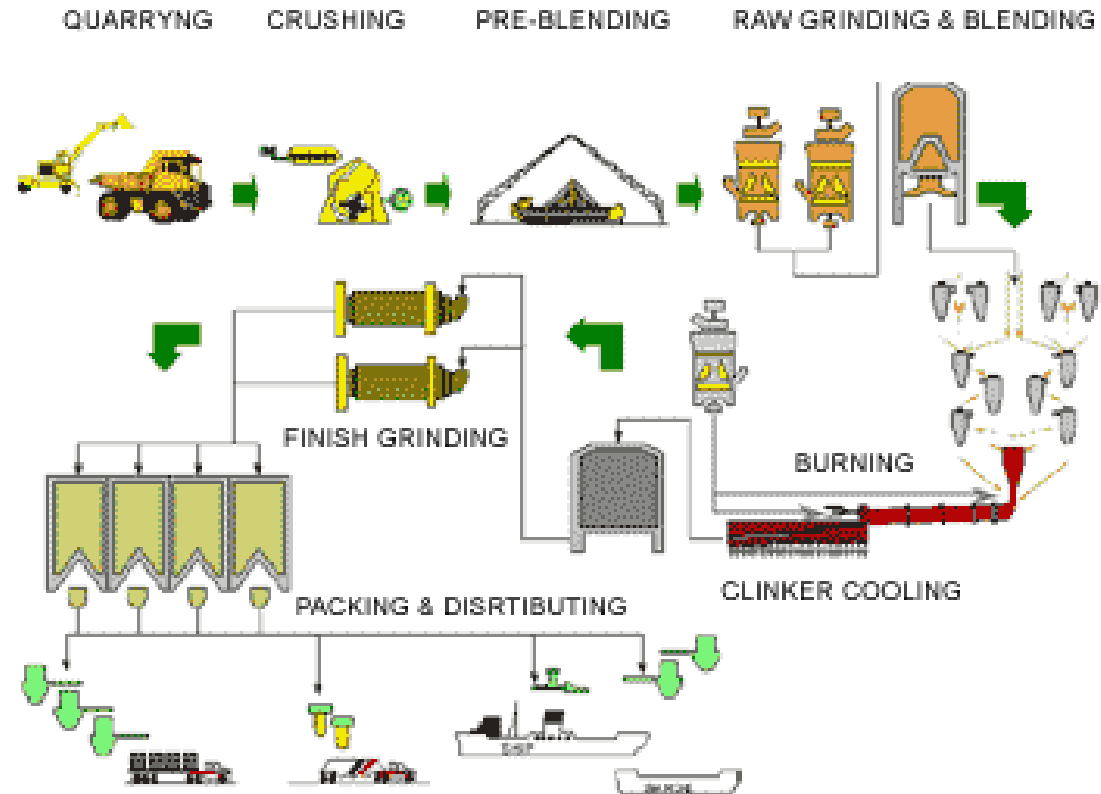 QUARRYNG
CRUSHING
PRE-BLENDING
RAW GRINDING & BLENDING
FINISH GRINDING
BURNING
CLINKER COOLING
PACKING & DISRTIBUTING